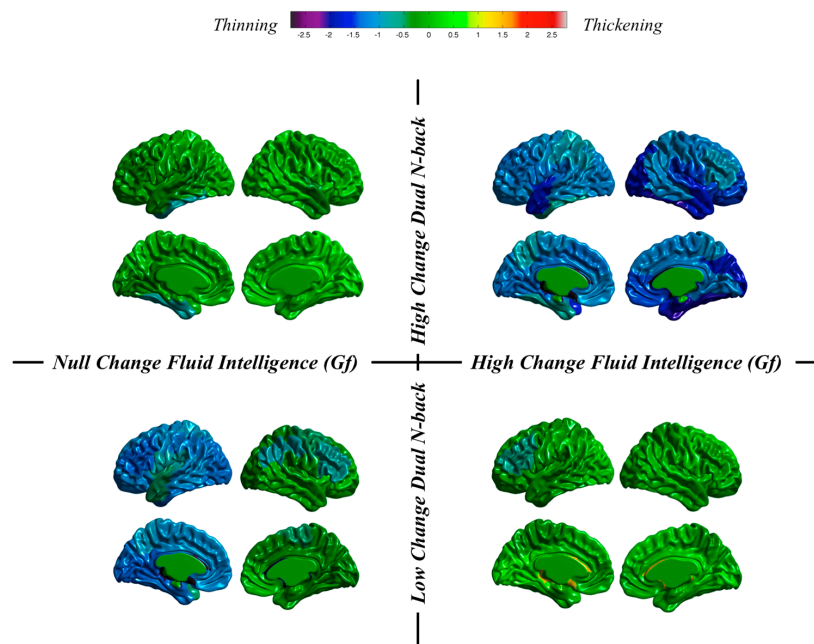 Thinning
-2.5 -2 -1.5 -1 -0.5 0 0.5 1 1.5 2 2.5
Thickening
High Change Dual N-back
Null Change Fluid Intelligence (Gf)
High Change Fluid Intelligence (Gf)
Low Change Dual N-back